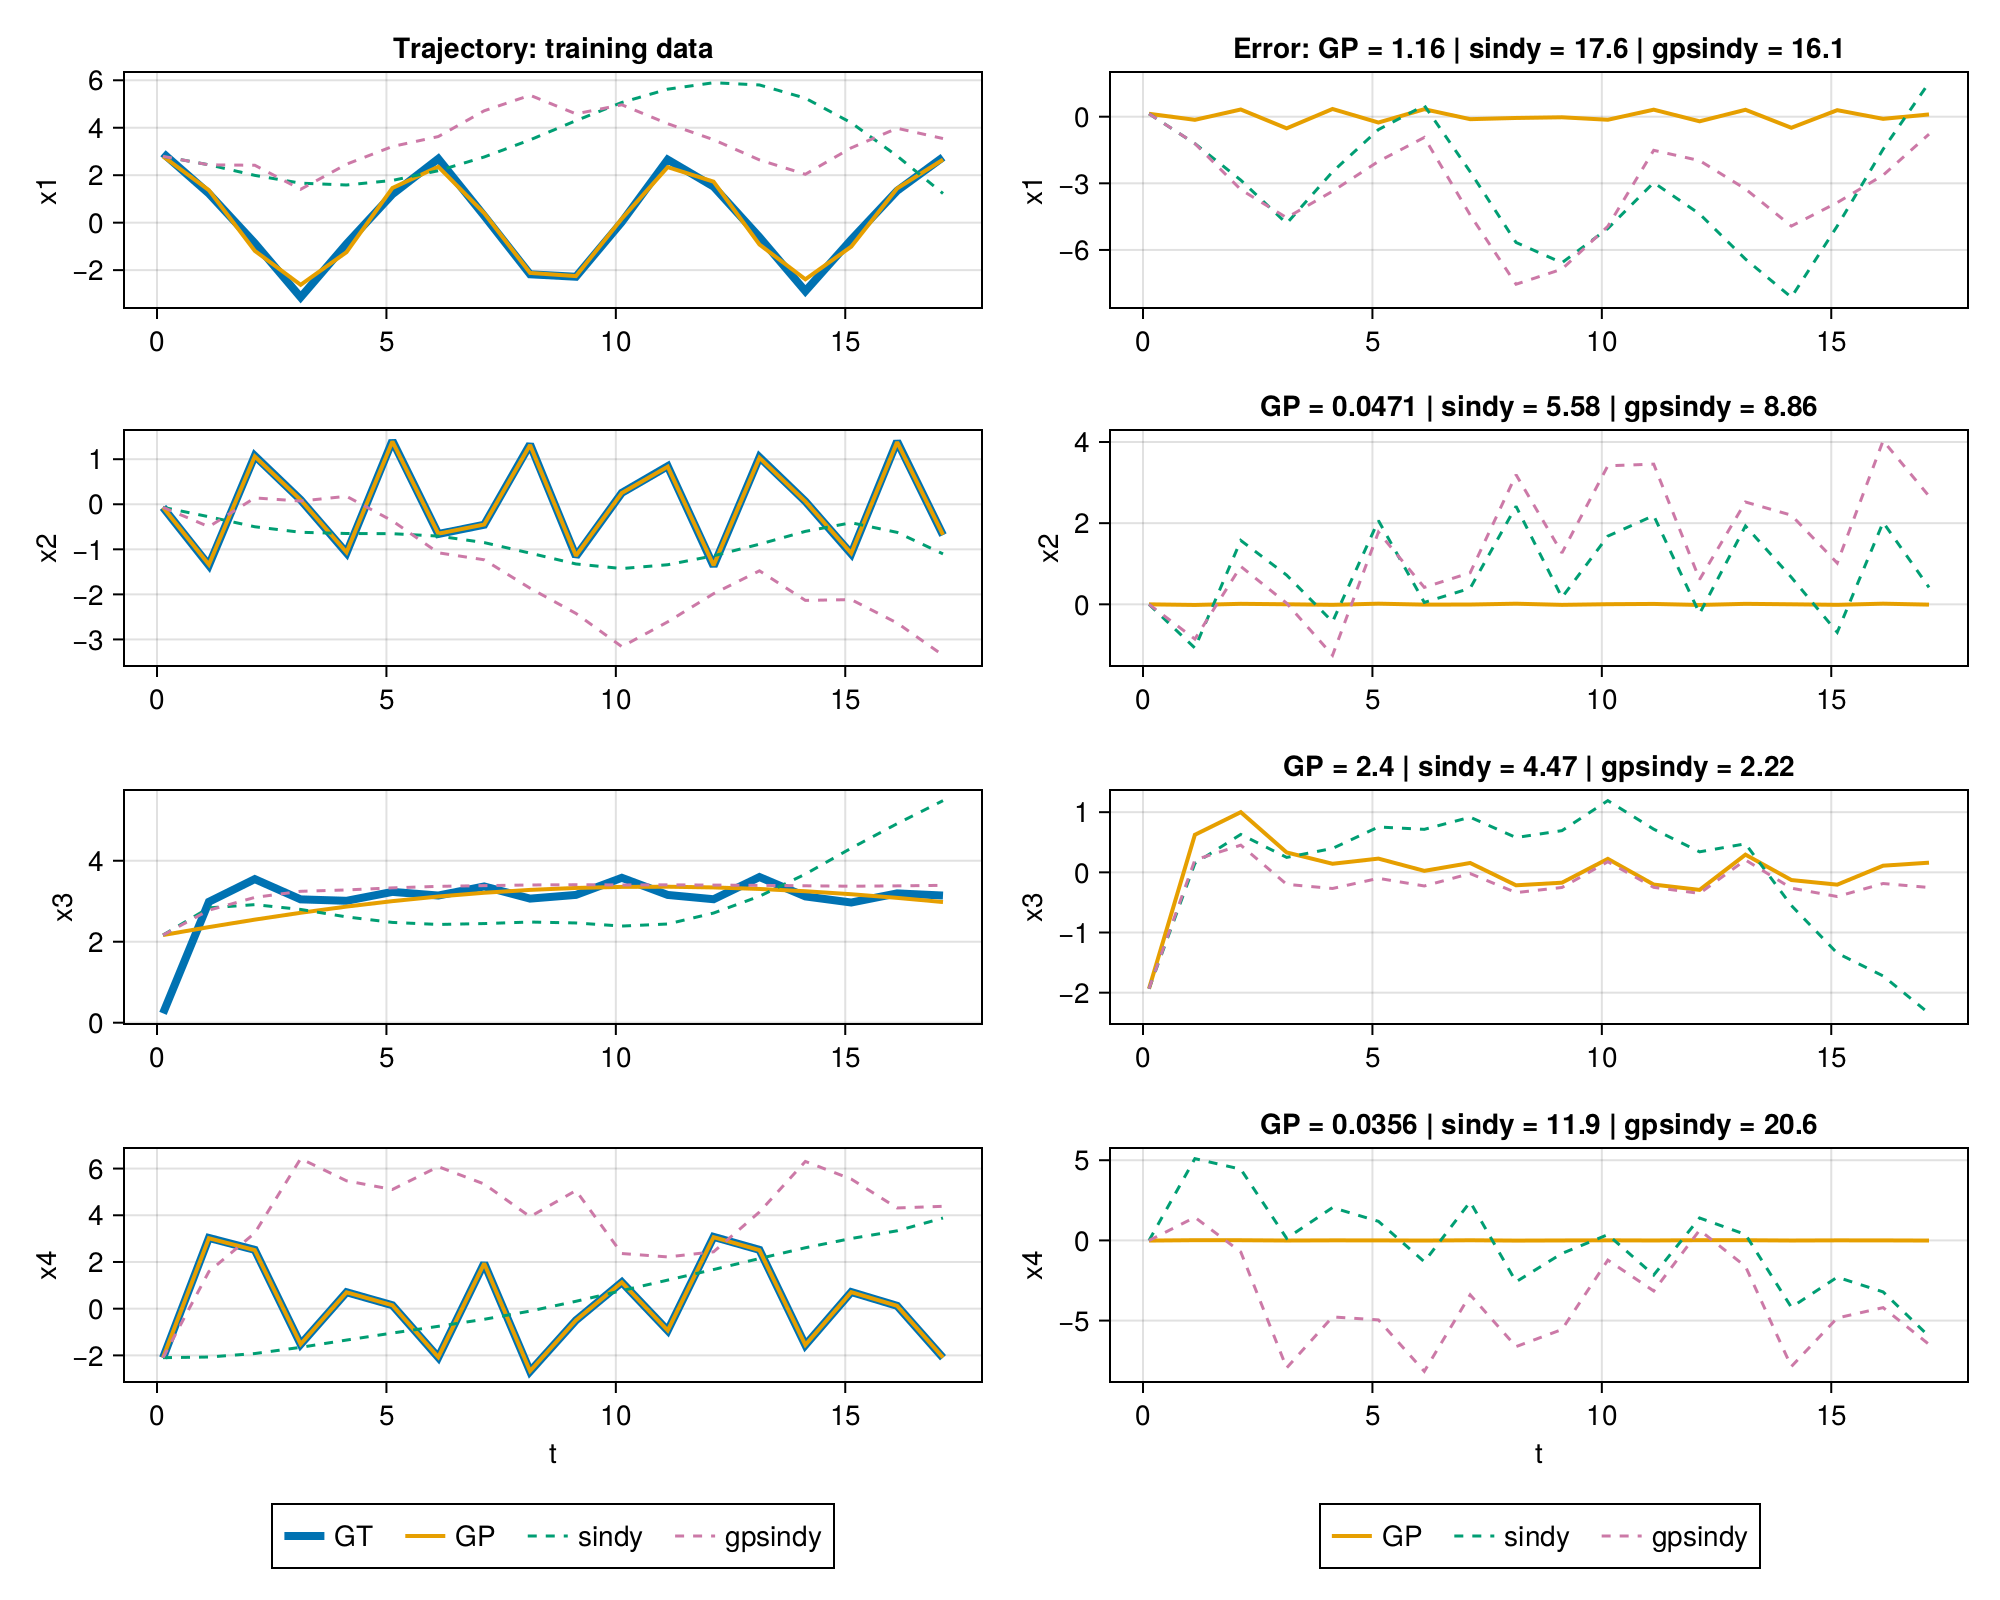 Trajectory: training data
6
4
2
0
−2
x1
0 5 10 15
Error: GP = 1.16 | sindy = 17.6 | gpsindy = 16.1
0
−3
−6
x1
0 5 10 15
1
0
−1
−2
−3
x2
0 5 10 15
GP = 0.0471 | sindy = 5.58 | gpsindy = 8.86
4
2
0
x2
0 5 10 15
4
2
0
x3
0 5 10 15
GP = 2.4 | sindy = 4.47 | gpsindy = 2.22
1
0
−1
−2
x3
0 5 10 15
6
4
2
0
−2
x4
0 5 10 15
t
GP = 0.0356 | sindy = 11.9 | gpsindy = 20.6
5
0
−5
x4
0 5 10 15
t
GT GP sindy gpsindy
GP sindy gpsindy